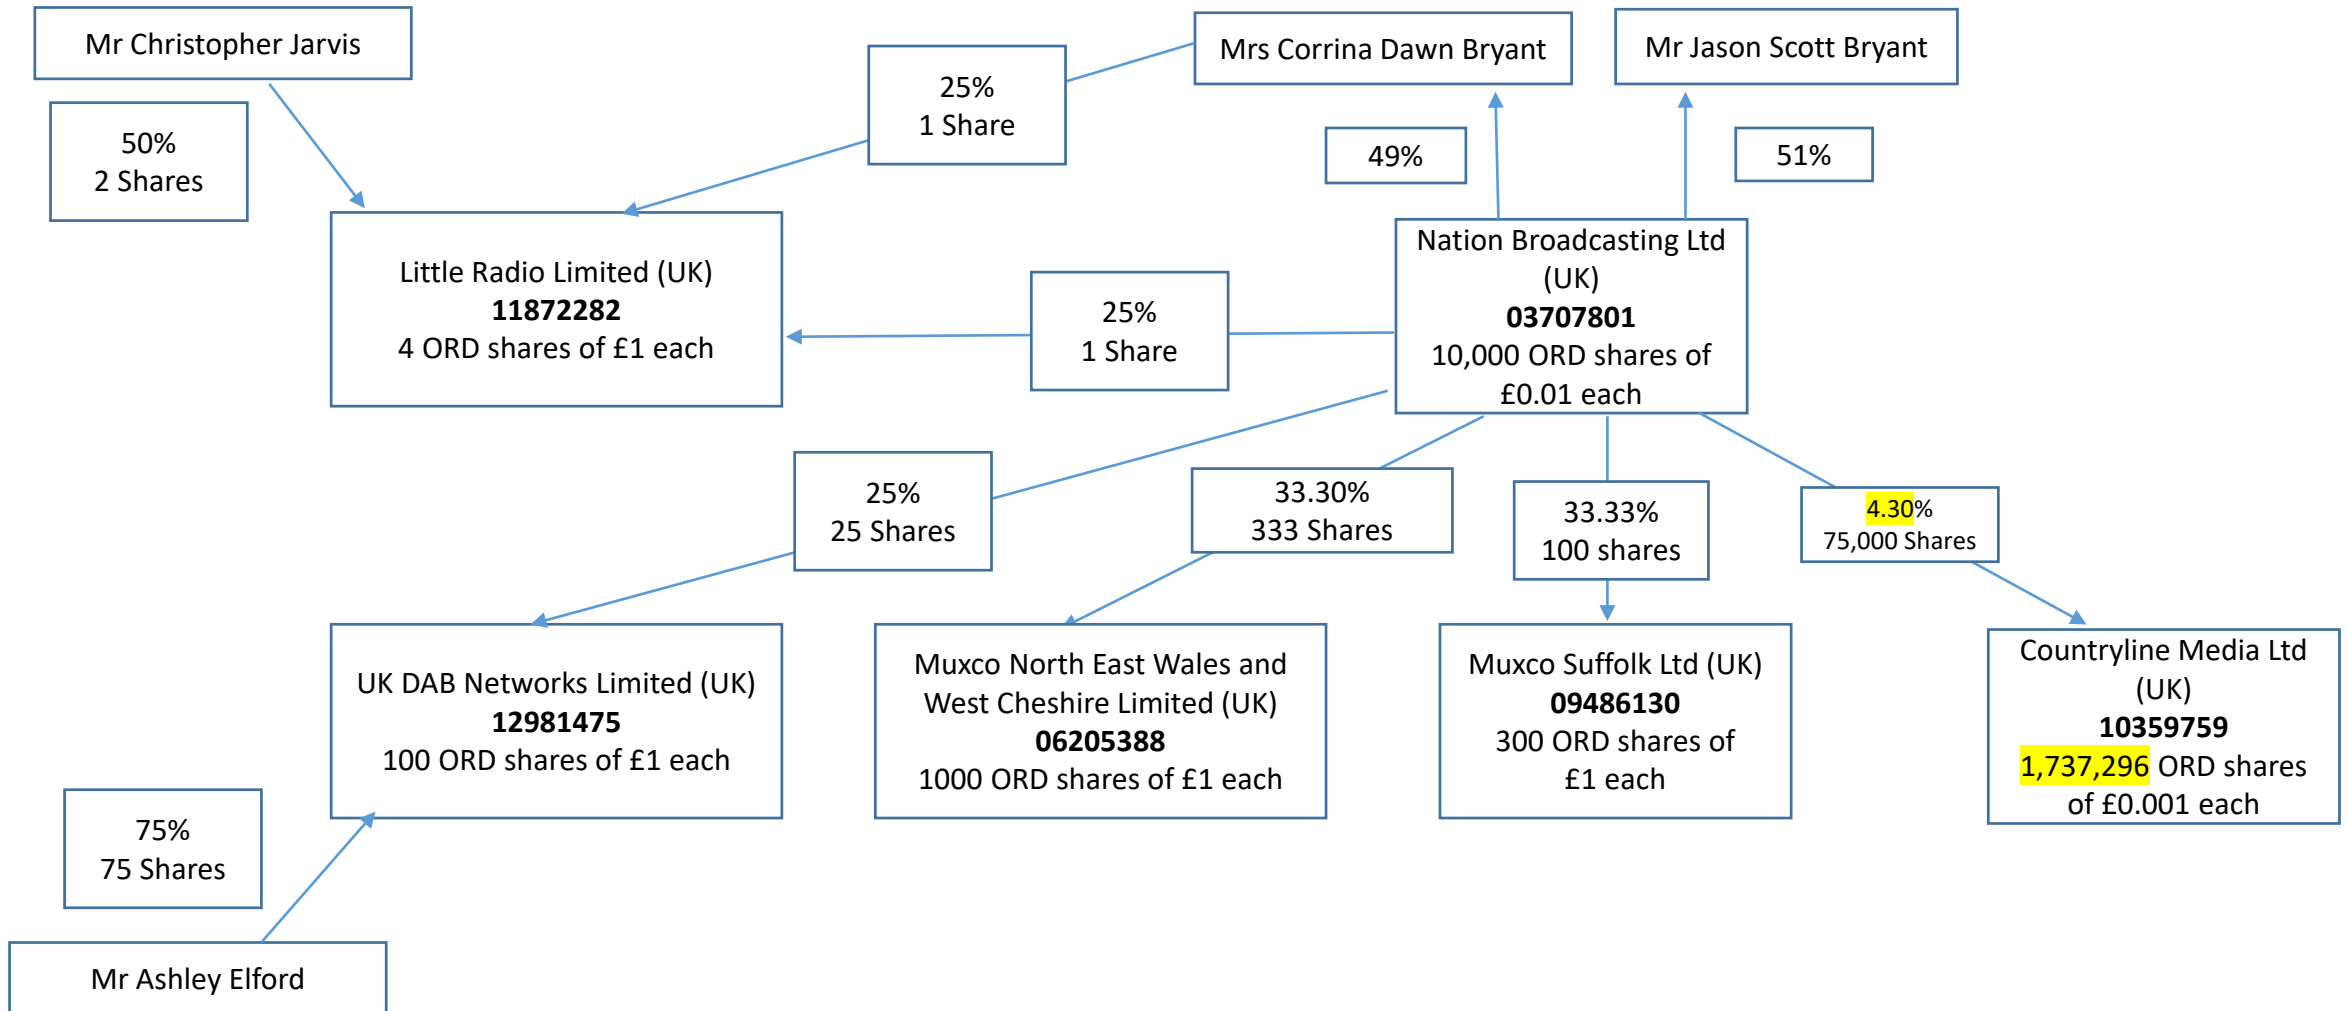 Mr Christopher Jarvis
50%
2 Shares
25%
1 Share
Mrs Corrina Dawn Bryant
Mr Jason Scott Bryant
49%
51%
Little Radio Limited (UK)
11872282
4 ORD shares of £1 each
25%
1 Share
Nation Broadcasting Ltd
(UK)
03707801
10,000 ORD shares of
£0.01 each
25%
25 Shares
33.30%
333 Shares
33.33%
100 shares
4.30%
75,000 Shares
UK DAB Networks Limited (UK)
12981475
100 ORD shares of £1 each
Muxco North East Wales and
West Cheshire Limited (UK)
06205388
1000 ORD shares of £1 each
Muxco Suffolk Ltd (UK)
09486130
300 ORD shares of
£1 each
Countryline Media Ltd
(UK)
10359759
1,737,296 ORD shares
of £0.001 each
75%
75 Shares
Mr Ashley Elford